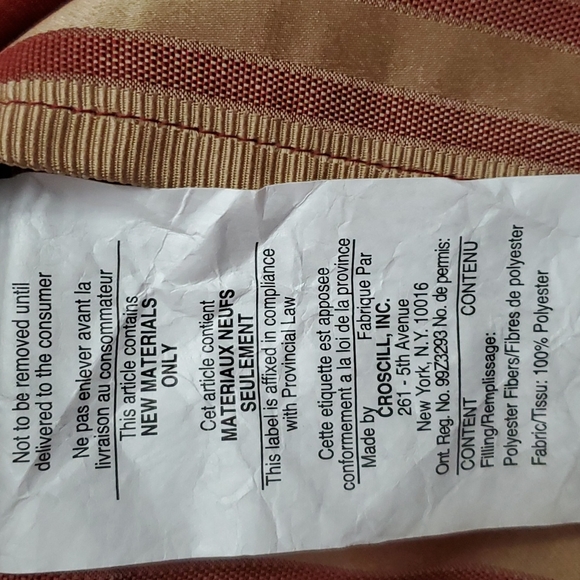 Not to be removed until
delivered to the consumer
Ne pas enlever avant la
livraison au consommateur
This article contains
NEW MATERIALS
ONLY
Cet article contient
MATERIAUX NEUFS
SEULEMENT
This label is affixed in compliance
with Provincial Law
Cette etiquette est apposee
conformement a la loi de la province
Made by Fabrique Par
CROSCILL, INC.
261 - 5th Avenue
New York, N.Y. 10016
Ont. Reg. No. 99Z3293 No. de permis:
CONTENT CONTENU
Filling/Remplissage:
Polyester Fibers/Fibres de polyester
Fabric/Tissu: 100% Polyester